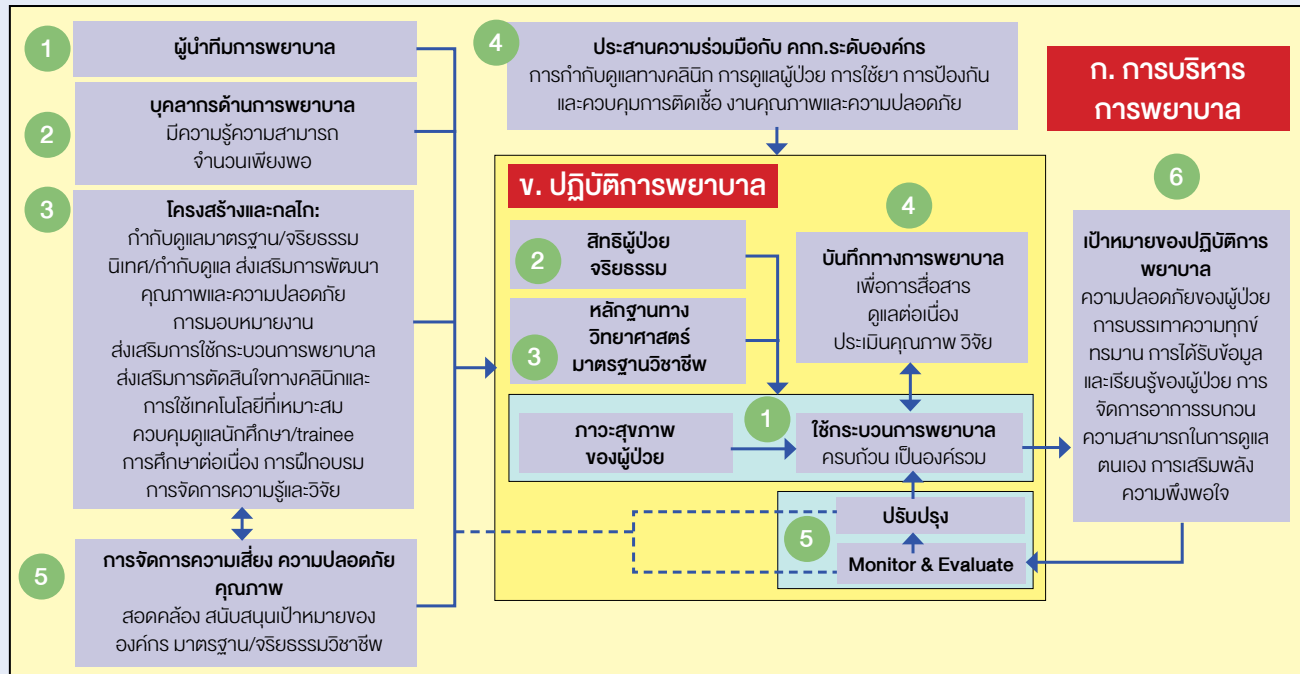 1
ผู้นำทีมการพยาบาล
2
บุคลากรด้านการพยาบาล
มีความรู้ความสามารถ
จำนวนเพียงพอ
3
โครงสร้างและกลไก:
กำกับดูแลมาตรฐาน/จริยธรรม
นิเทศ/กำกับดูแล ส่งเสริมการพัฒนา
คุณภาพและความปลอดภัย
การมอบหมายงาน
ส่งเสริมการใช้กระบวนการพยาบาล
ส่งเสริมการตัดสินใจทางคลินิกและ
การใช้เทคโนโลยีที่เหมาะสม
ควบคุมดูแลนักศึกษา/trainee
การศึกษาต่อเนื่อง การฝึกอบรม
การจัดการความรู้และวิจัย
5
การจัดการความเสี่ยง ความปลอดภัย
คุณภาพ
สอดคล้อง สนับสนุนเป้าหมายของ
องค์กร มาตรฐาน/จริยธรรมวิชาชีพ
4
ประสานความร่วมมือกับ คกก.ระดับองค์กร
การกำกับดูแลทางคลินิก การดูแลผู้ป่วย การใช้ยา การป้องกัน
และควบคุมการติดเชื้อ งานคุณภาพและความปลอดภัย
ก. การบริหาร
การพยาบาล
ข. ปฏิบัติการพยาบาล
2
สิทธิผู้ป่วย
จริยธรรม
3
หลักฐานทาง
วิทยาศาสตร์
มาตรฐานวิชาชีพ
4
บันทึกทางการพยาบาล
เพื่อการสื่อสาร
ดูแลต่อเนื่อง
ประเมินคุณภาพ วิจัย
1
ภาวะสุขภาพ
ของผู้ป่วย
ใช้กระบวนการพยาบาล
ครบถ้วน เป็นองค์รวม
5
ปรับปรุง
Monitor & Evaluate
6
เป้าหมายของปฏิบัติการ
พยาบาล
ความปลอดภัยของผู้ป่วย
การบรรเทาความทุกข์
ทรมาน การได้รับข้อมูล
และเรียนรู้ของผู้ป่วย การ
จัดการอาการรบกวน
ความสามารถในการดูแล
ตนเอง การเสริมพลัง
ความพึงพอใจ